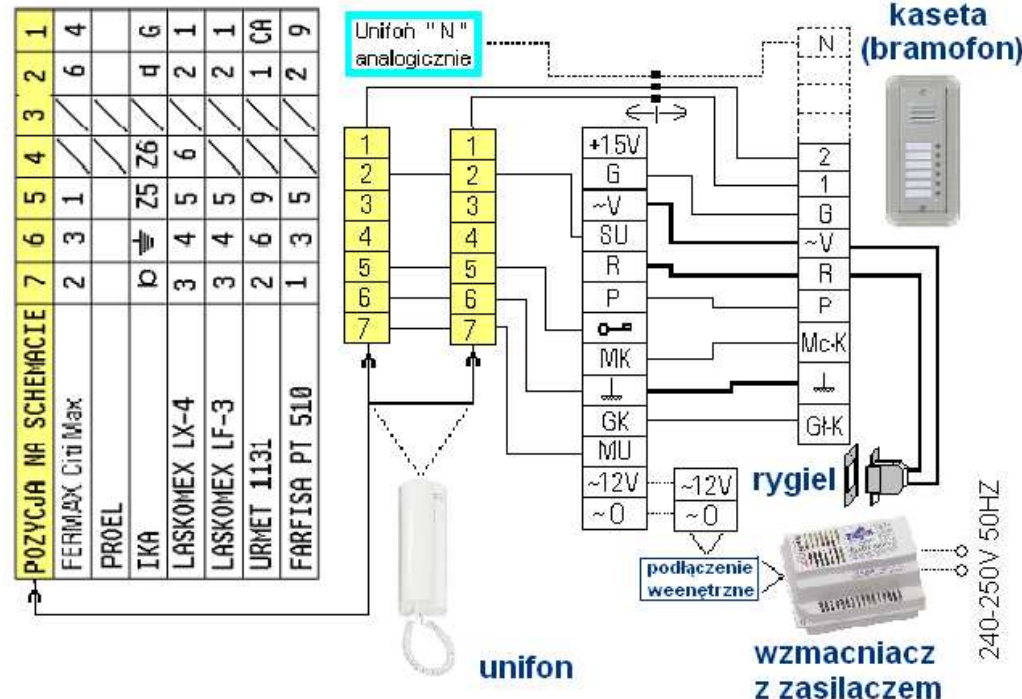 POZYCJA NA SCHEMACIE 7 6 5 4 3 2 1
FERMAX Citi Max 2 3 1 / / 6 4
PROEL / /
IKA Z5 Z6 / q G
LASKOMEX LX-4 3 4 5 6 / 2 1
LASKOMEX LF-3 3 4 5 / / 2 1
URMET 1131 2 6 9 / / 1 CA
FARFISA PT 510 1 3 5 / / 2 9
Unifon "N"
analogicznie
1
2
3
4
5
6
7
1
2
3
4
5
6
7
+15V
G
~V
SU
R
P
MK
GK
MU
~12V
~0
~12V
~0
podłączenie
weenętrzne
kaseta
(bramofon)
N
2
1
G
~V
R
P
Mc-K
Gł-K
rygiel
240-250V 50HZ
unifon
wzmacniacz
z zasilaczem